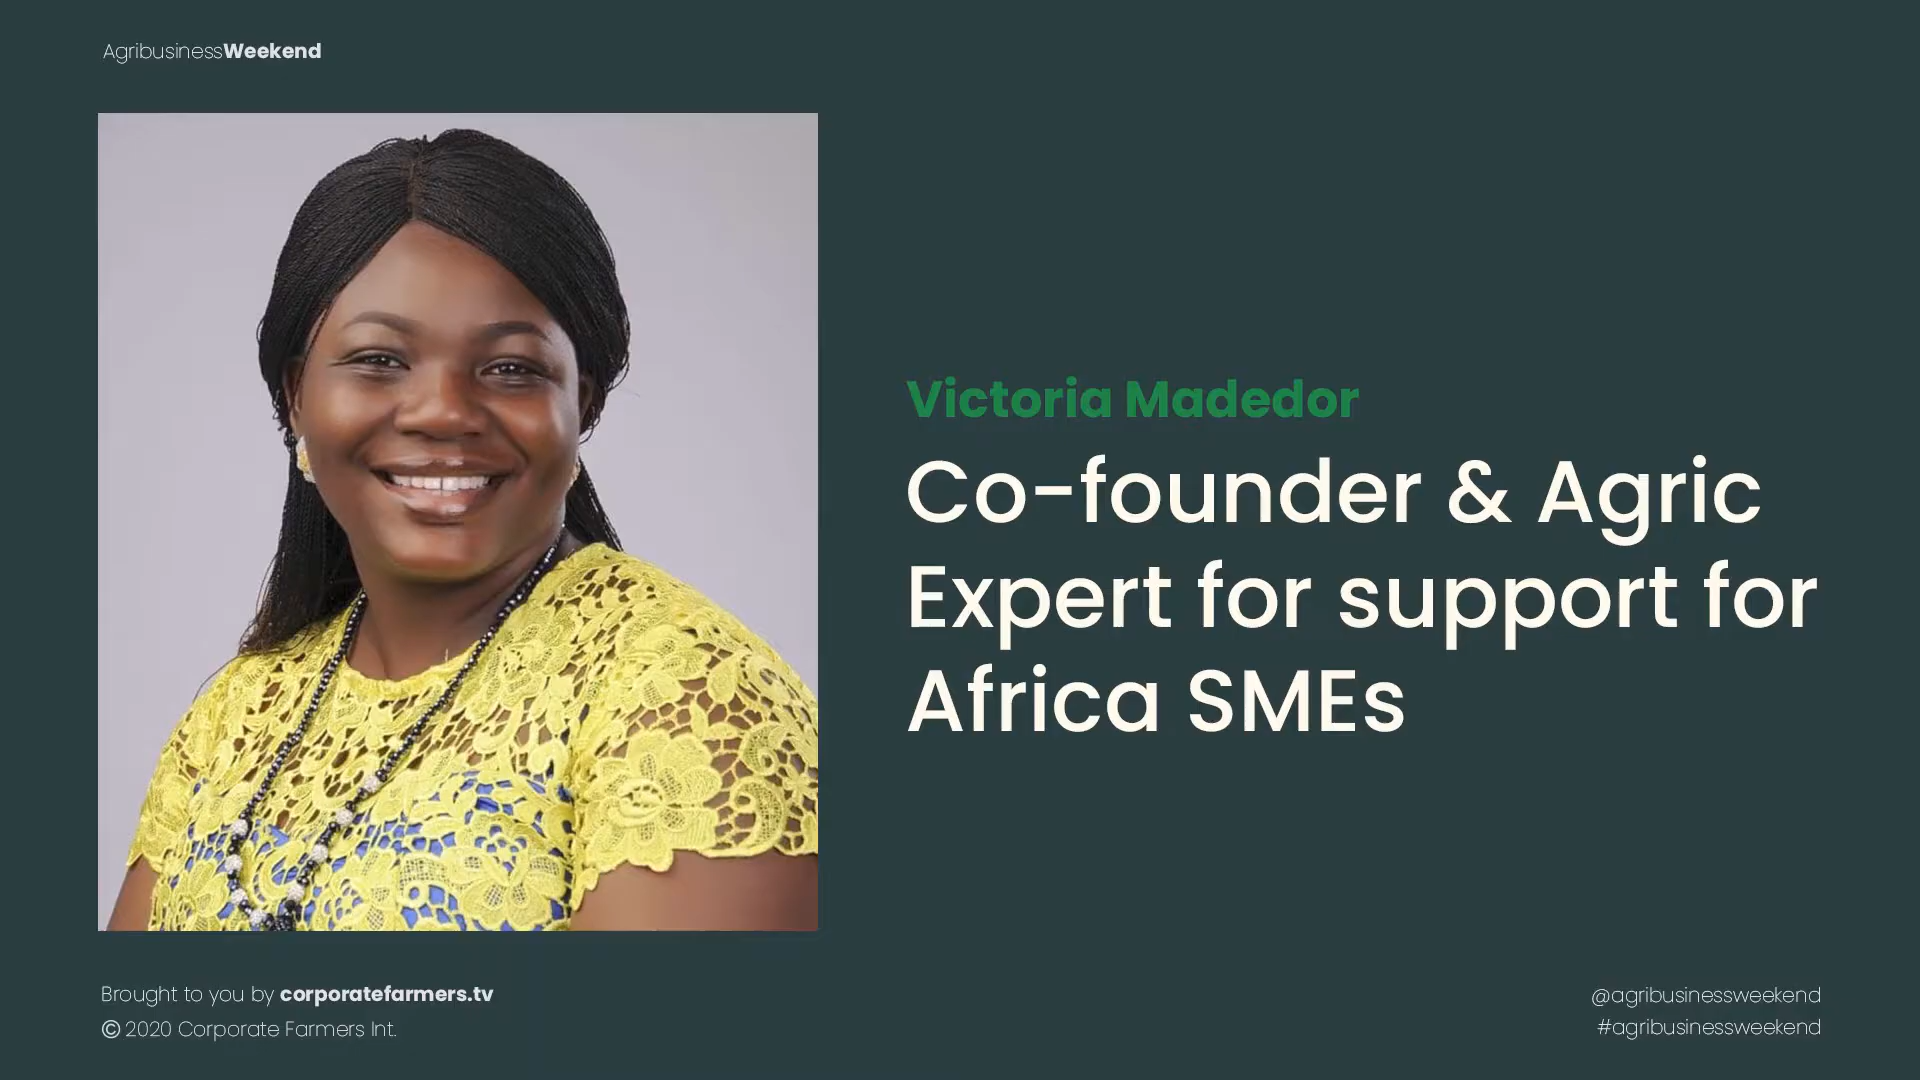 AgribusinessWeekend
Victoria Madedor
Co-founder & Agric
Expert for support for
Africa SMEs
Brought to you by corporatefarmers.tv
© 2020 Corporate Farmers Int.
@agribusinessweekend
#agribusinessweekend